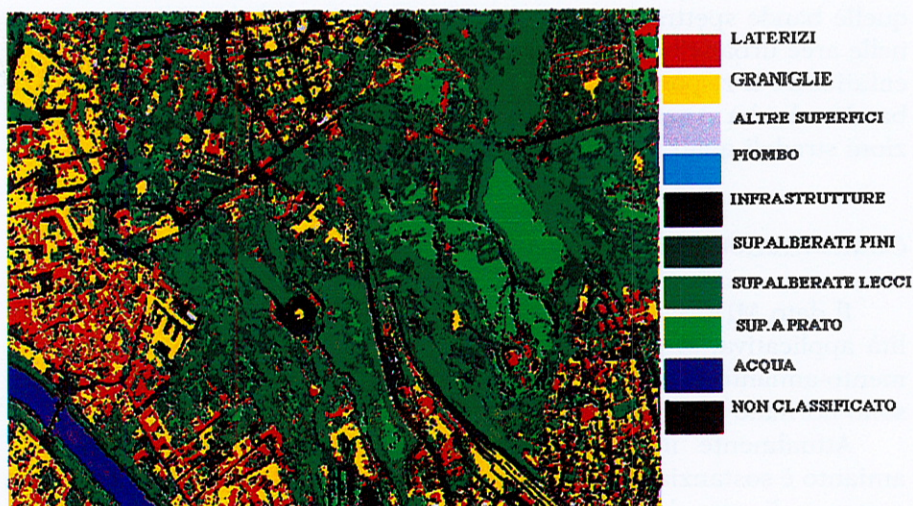 LATERIZI
GRANIGLIE
ALTRE SUPERFICI
PIOMBO
INFRASTRUTTURE
SUP.ALBERATE PINI
SUP.ALBERATE LECCI
SUP. A PRATO
ACQUA
NON CLASSIFICATO